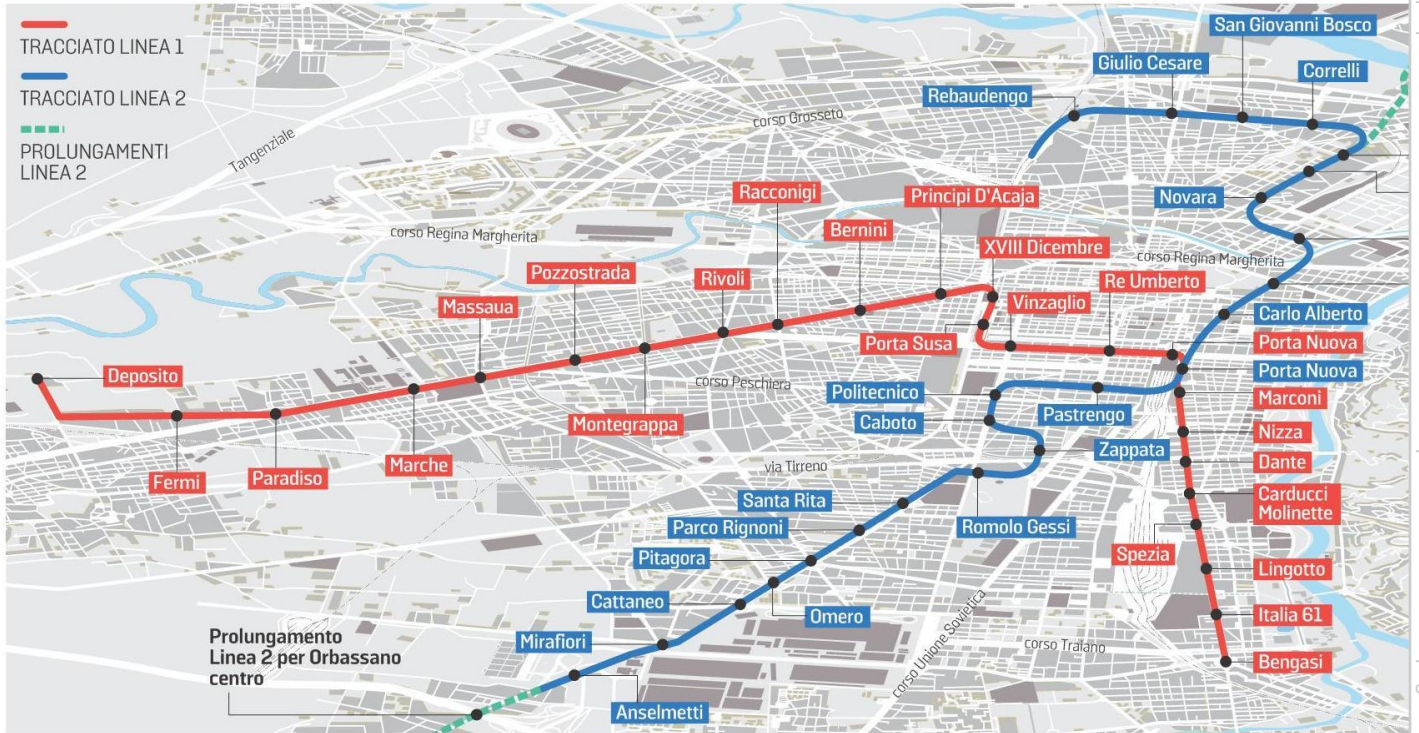 TRACCIATO LINEA 1
TRACCIATO LINEA 2
PROLUNGAMENTI
LINEA 2
San Giovanni Bosco
Giulio Cesare
Correlli
Rebaudengo
corso Grosseto
Tangenziale
Racconigi
Principi D'Acaja
Novara
Bernini
corso Regina Margherita
XVIII Dicembre
corso Regina Margherita
Pozzostrada
Rivoli
Re Umberto
Massaua
Vinzaglio
Carlo Alberto
Porta Susa
Porta Nuova
Deposito
Porta Nuova
corso Peschiera
Politecnico
Marconi
Pastrengo
Montegrappa
Caboto
Nizza
Zappata
Dante
Marche
via Tirreno
Paradiso
Fermi
Carducci
Molinette
Santa Rita
Romolo Gessi
Parco Rignoni
Spezia
Pitagora
Lingotto
Cattaneo
Omero
Italia 61
corso Unione Sovietica
Mirafiori
corso Traiano
Prolungamento
Linea 2 per Orbassano
centro
Bengasi
Anselmetti